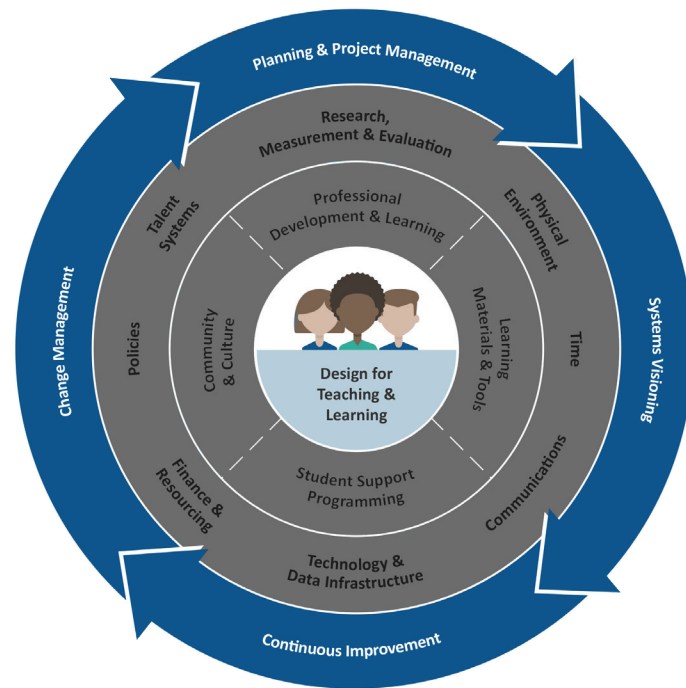 Planning & Project Management
Research,
Measurement & Evaluation
Talent
Systems
Physical
Environment
Professional
Development & Learning
Change Management
Policies
Community
& Culture
Design for
Teaching &
Learning
Learning
Materials & Tools
Time
Systems Visioning
Student Support
Programming
Finance &
Resourcing
Communications
Technology &
Data Infrastructure
Continuous Improvement